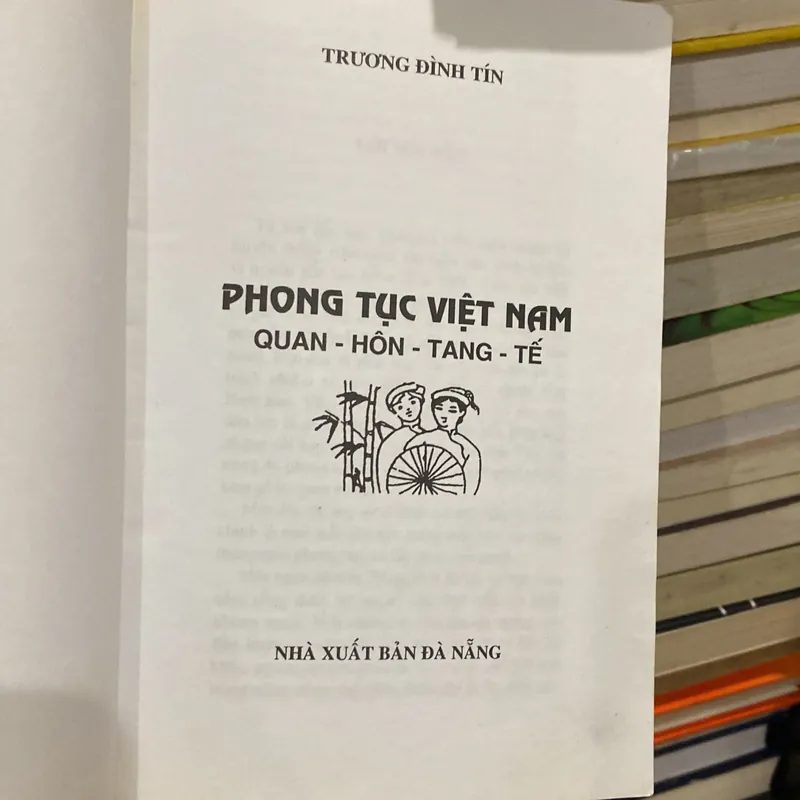 TRƯƠNG ĐÌNH TÍN
PHONG TỤC VIỆT NAM
QUAN - HÔN - TANG - TẾ
NHÀ XUẤT BẢN ĐÀ NẴNG